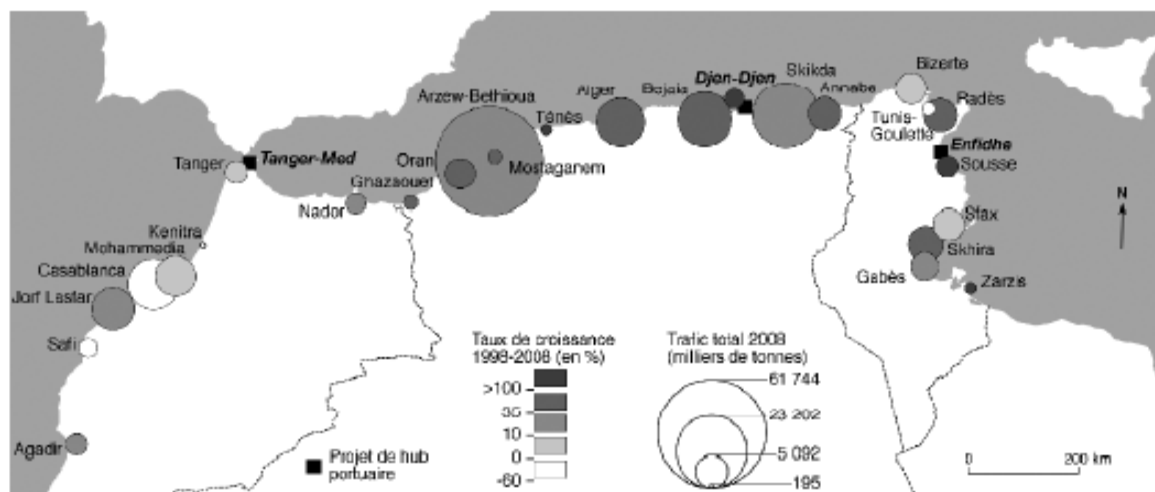 Bizerte
Skikda
Djen-Djen
Arzew-Bethioua
Alger
Bejaia
Annaba
Radès
Ténès
Tunis-
Goulette
Enfidha
Tanger
Tanger-Med
Oran
Mostaganem
Sousse
Ghazaouet
Nador
Sfax
N
Kenitra
Mohammedia
Skhira
Casablanca
Gabès
Zarzis
Jorf Lasfar
Safi
Taux de croissance
1998-2008 (en %)
>100
35
10
0
-60
Trafic total 2008
(milliers de tonnes)
61 744
23 202
5 092
195
Agadir
Projet de hub
portuaire
0 200 km